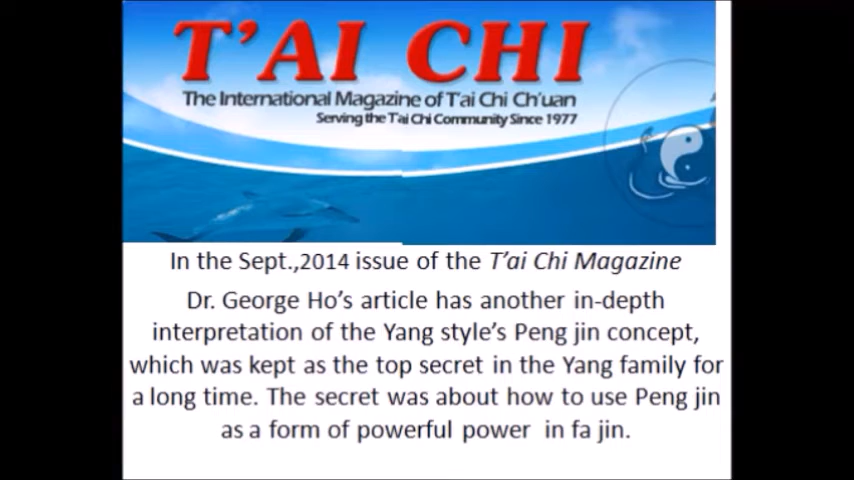 T'AI CHI
The International Magazine of T'ai Chi Ch'uan
Serving the T'ai Chi Community Since 1977
In the Sept.,2014 issue of the T'ai Chi Magazine
Dr. George Ho's article has another in-depth
interpretation of the Yang style's Peng jin concept,
which was kept as the top secret in the Yang family for
a long time. The secret was about how to use Peng jin
as a form of powerful power in fa jin.